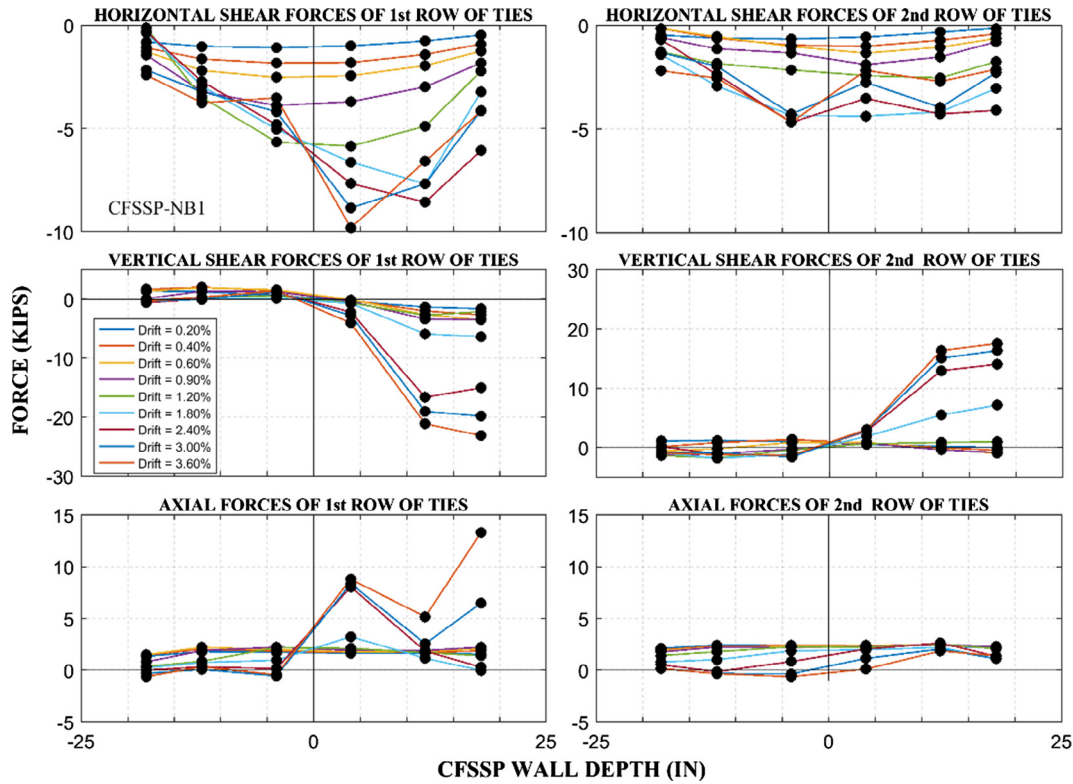 HORIZONTAL SHEAR FORCES OF 1st ROW OF TIES
0
-5
-10
CFSSP-NB1
HORIZONTAL SHEAR FORCES OF 2nd ROW OF TIES
0
-5
-10
VERTICAL SHEAR FORCES OF 1st ROW OF TIES
0
-10
-20
-30
Drift = 0.20%
Drift = 0.40%
Drift = 0.60%
Drift = 0.90%
Drift = 1.20%
Drift = 1.80%
Drift = 2.40%
Drift = 3.00%
Drift = 3.60%
VERTICAL SHEAR FORCES OF 2nd ROW OF TIES
30
20
10
0
FORCE (KIPS)
AXIAL FORCES OF 1st ROW OF TIES
15
10
5
0
-5
-25
0
25
AXIAL FORCES OF 2nd ROW OF TIES
15
10
5
0
-5
-25
0
25
CFSSP WALL DEPTH (IN)